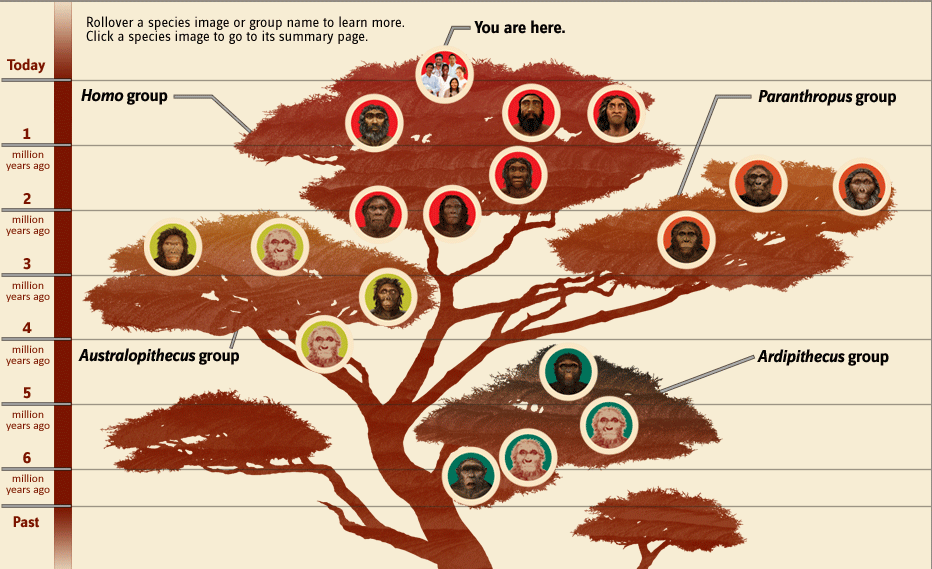 Rollover a species image or group name to learn more.
Click a species image to go to its summary page.
You are here.
Today
Homo group
Paranthropus group
1
million
years ago
2
million
years ago
3
million
years ago
4
million
years ago
Australopithecus group
Ardipithecus group
5
million
years ago
6
million
years ago
Past